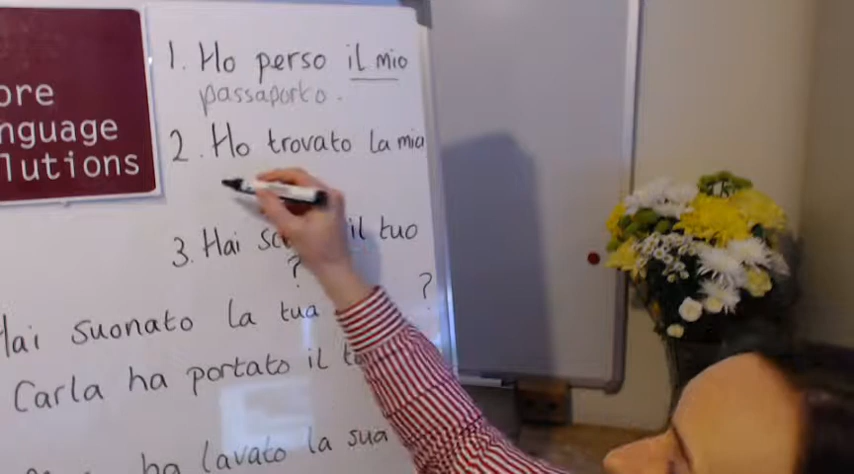 ore
nguage
lutions
1. Ho perso il mio
passaporto.
2. Ho trovato la mia
3. Hai il tuo
?
Hai suonato la tua ?
Carla ha portato il
ha lavato la sua